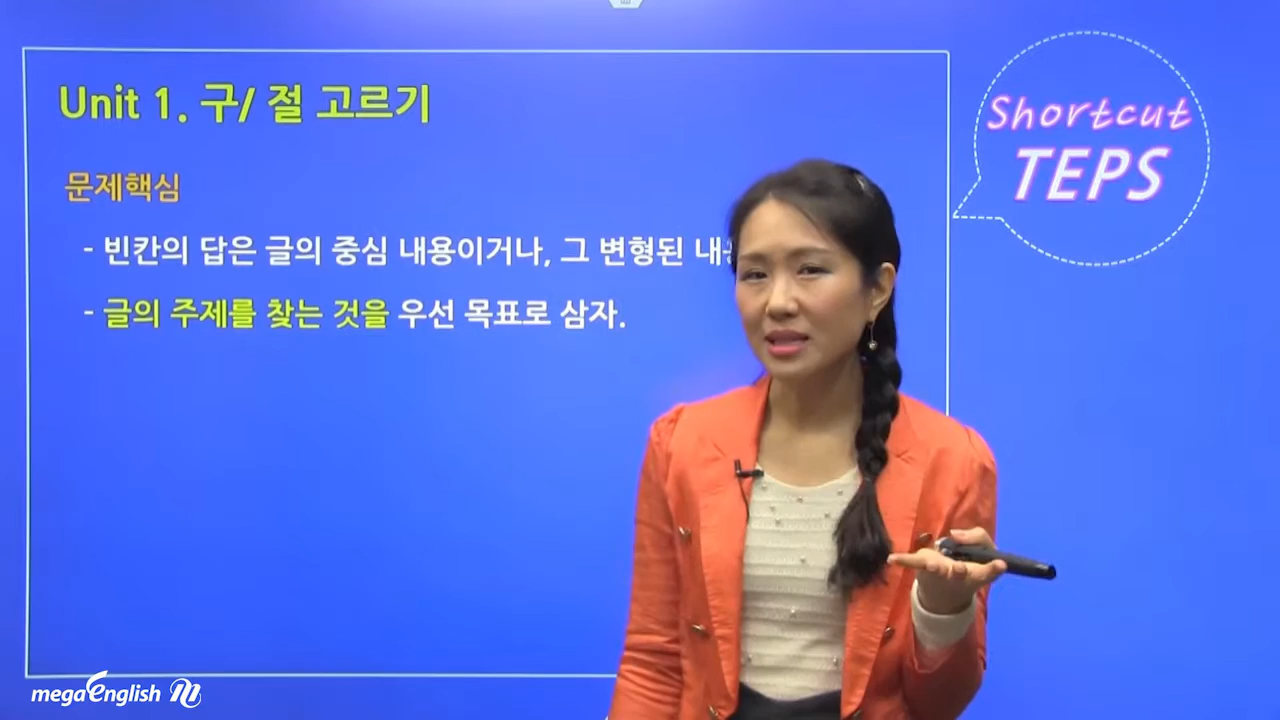 Unit 1. 구/ 절 고르기
Shortcut
TEPS
문제핵심
- 빈칸의 답은 글의 중심 내용이거나, 그 변형된
- 글의 주제를 찾는 것을 우선 목표로 삼자.
megaEnglish